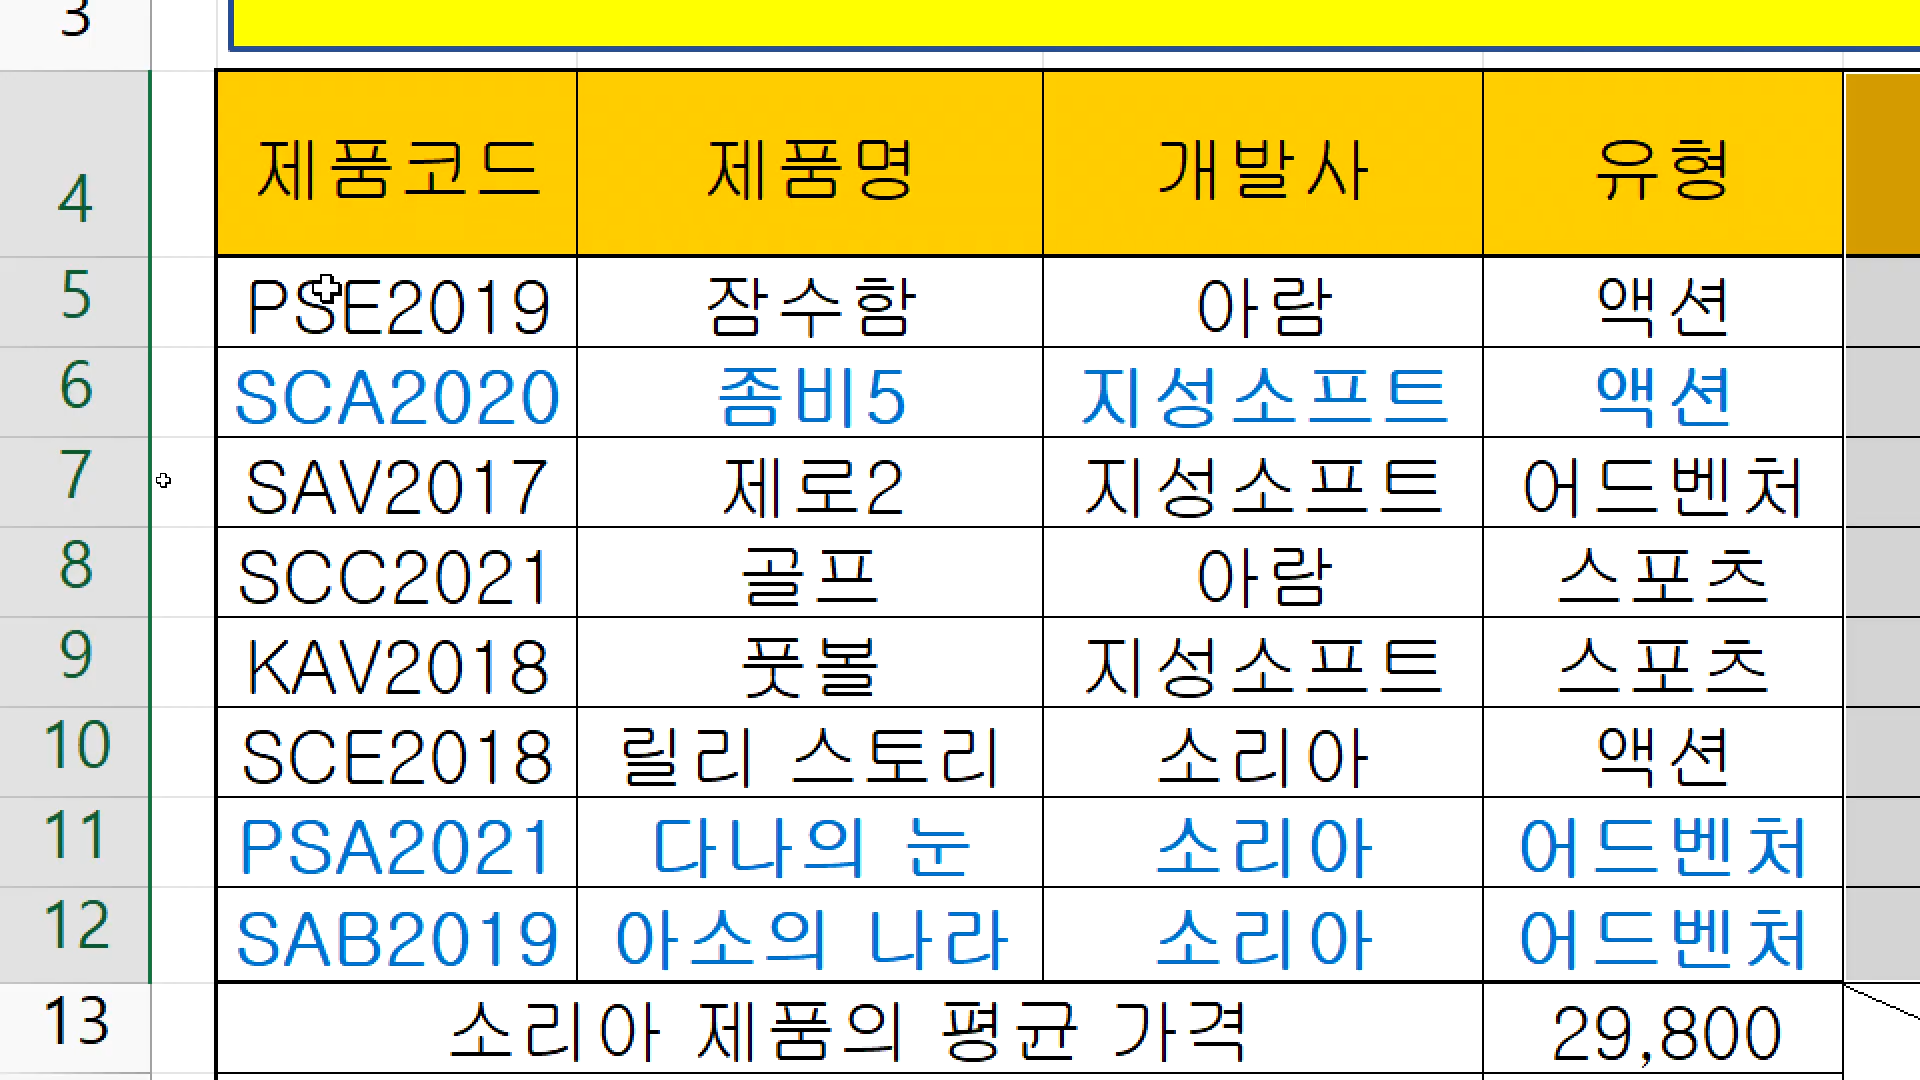 3
4 제품코드 제품명 개발사 유형
5 PSE2019 잠수함 아람 액션
6 SCA2020 좀비5 지성소프트 액션
7 SAV2017 제로2 지성소프트 어드벤처
8 SCC2021 골프 아람 스포츠
9 KAV2018 풋볼 지성소프트 스포츠
10 SCE2018 릴리 스토리 소리아 액션
11 PSA2021 다나의 눈 소리아 어드벤처
12 SAB2019 아소의 나라 소리아 어드벤처
13 소리아 제품의 평균 가격 29,800